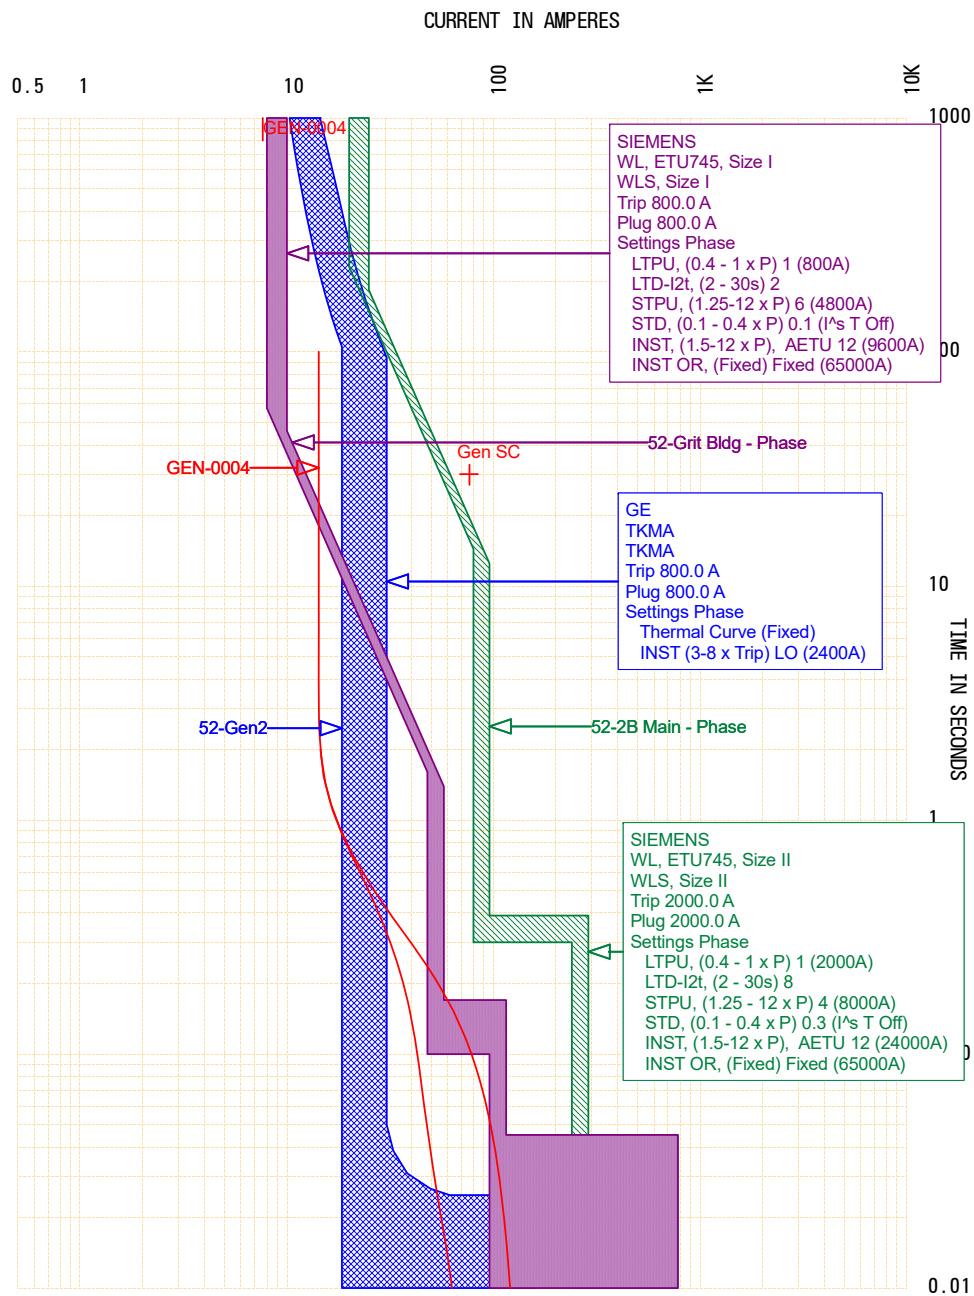 CURRENT IN AMPERES
0.5 1 10 100 1K 10K
1000
GEN-0004
SIEMENS
WL, ETU745, Size I
WLS, Size I
Trip 800.0 A
Plug 800.0 A
Settings Phase
LTPU, (0.4 - 1 x P) 1 (800A)
LTD-I2t, (2 - 30s) 2
STPU, (1.25-12 x P) 6 (4800A)
STD, (0.1 - 0.4 x P) 0.1 (I^s T Off)
INST, (1.5-12 x P), AETU 12 (9600A)
INST OR, (Fixed) Fixed (65000A)
00
52-Grit Bldg - Phase
Gen SC
GEN-0004
GE
TKMA
TKMA
Trip 800.0 A
Plug 800.0 A
Settings Phase
Thermal Curve (Fixed)
INST (3-8 x Trip) LO (2400A)
10
TIME IN SECONDS
52-Gen2
52-2B Main - Phase
1
SIEMENS
WL, ETU745, Size II
WLS, Size II
Trip 2000.0 A
Plug 2000.0 A
Settings Phase
LTPU, (0.4 - 1 x P) 1 (2000A)
LTD-I2t, (2 - 30s) 8
STPU, (1.25 - 12 x P) 4 (8000A)
STD, (0.1 - 0.4 x P) 0.3 (I^s T Off)
INST, (1.5-12 x P), AETU 12 (24000A)
INST OR, (Fixed) Fixed (65000A)
0.01